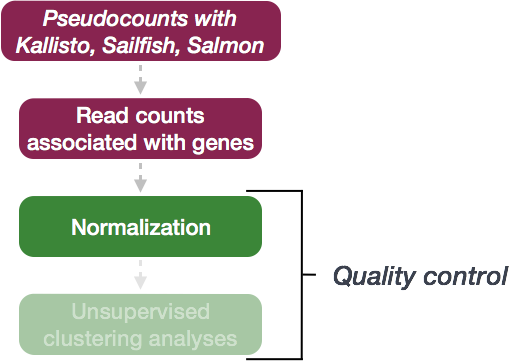 Pseudocounts with
Kallisto, Sailfish, Salmon
Read counts
associated with genes
Normalization
Quality control
Unsupervised
clustering analyses